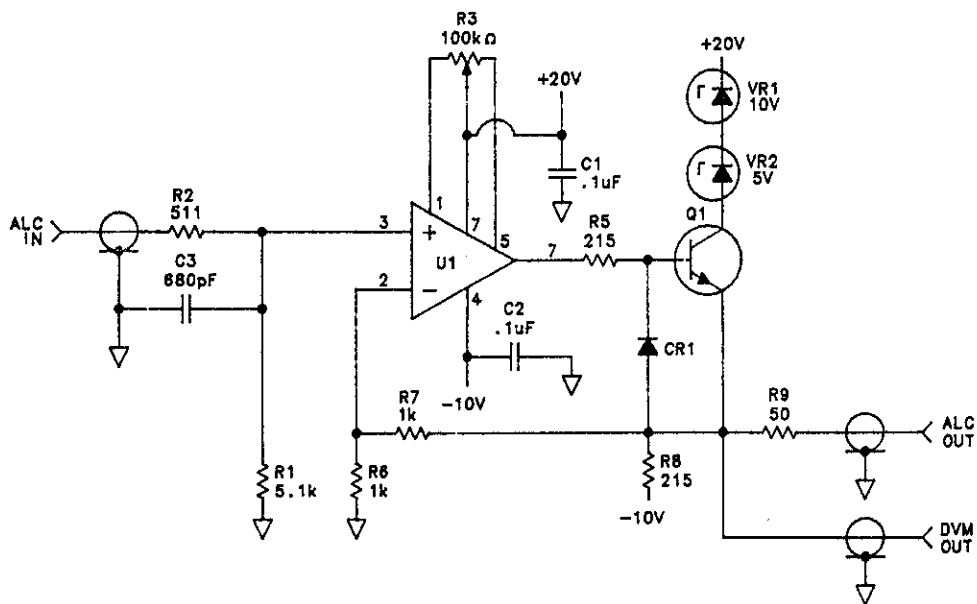 R3
100kΩ
+20V
+20V
VR1
10V
VR2
5V
C1
.1uF
Q1
R2
511
ALC
IN
C3
680pF
1
3
+
7
5
U1
7
R5
215
2
−
4
C2
.1uF
CR1
-10V
R7
1k
R9
50
ALC
OUT
R1
5.1k
R6
1k
R8
215
-10V
DVM
OUT